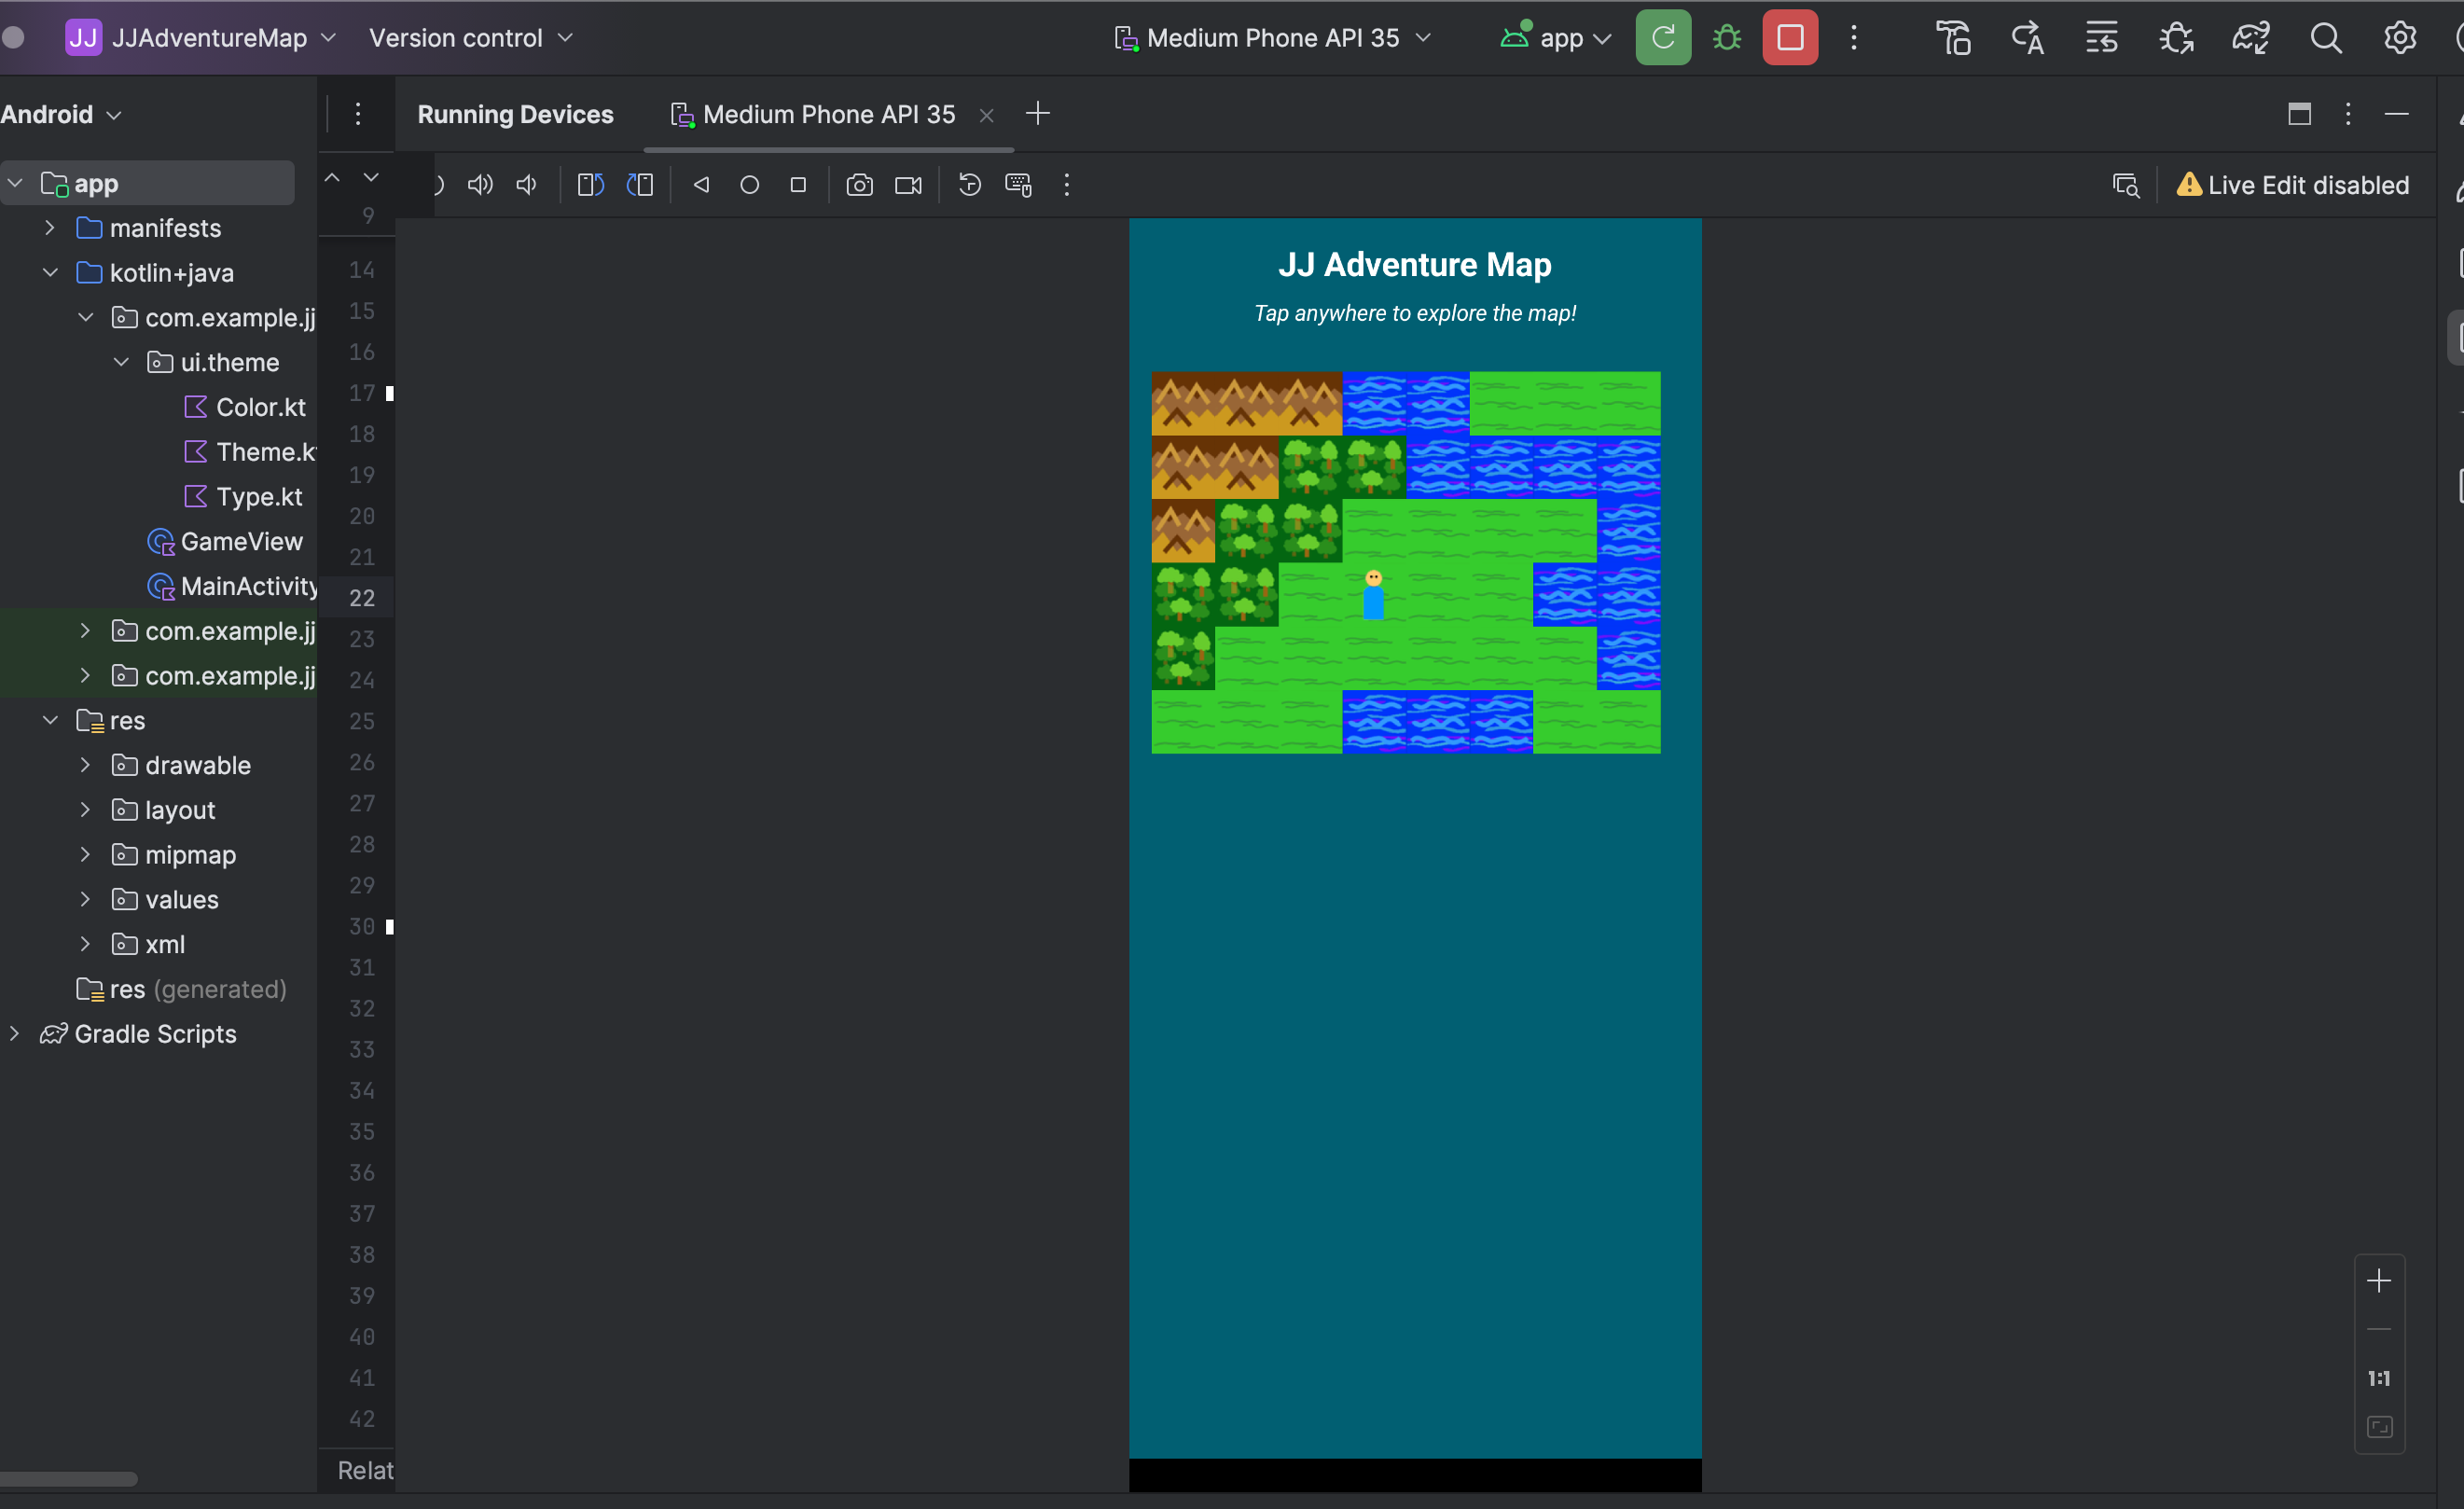 JJ JJAdventureMap Version control Medium Phone API 35 app
Android Running Devices Medium Phone API 35
app Live Edit disabled
manifests
kotlin+java
com.example.jj
ui.theme
Color.kt
Theme.k
Type.kt
GameView
MainActivity
com.example.jj
com.example.jj
res
drawable
layout
mipmap
values
xml
res (generated)
Gradle Scripts
9
14
15
16
17
18
19
20
21
22
23
24
25
26
27
28
29
30
31
32
33
34
35
36
37
38
39
40
41
42
Relat
JJ Adventure Map
Tap anywhere to explore the map!
1:1